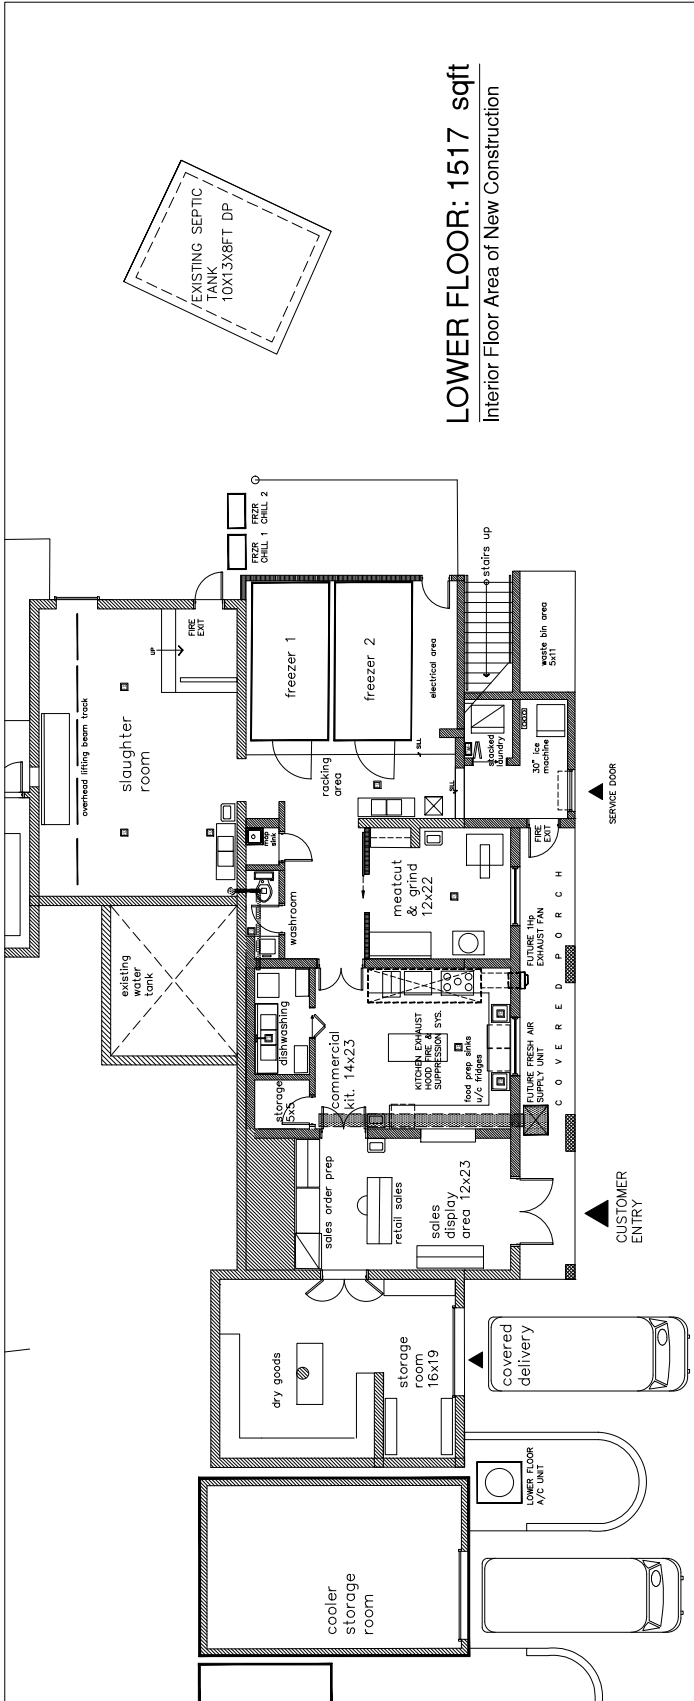 LOWER FLOOR: 1517 sqft
Interior Floor Area of New Construction
EXISTING SEPTIC
TANK
10X13X8FT DP
FRZR
CHILL 1
FRZR
CHILL 2
UP
FIRE
EXIT
overhead lifting beam track
slaughter
room
freezer 1
freezer 2
electrical area
stairs up
waste bin area
5x11
racking
area
SILL
SILL
stacked
laundry
30" ice
machine
SERVICE DOOR
mop
sink
washroom
meatcut
& grind
12x22
FIRE
EXIT
existing
water
tank
FUTURE 1Hp
EXHAUST FAN
COVERED PORCH
dishwashing
storage
5x5
commercial
kit. 14x23
KITCHEN EXHAUST
HOOD FIRE &
SUPPRESSION SYS.
food prep sinks
u/c fridges
FUTURE FRESH AIR
SUPPLY UNIT
sales order prep
retail sales
sales
display
area 12x23
CUSTOMER
ENTRY
dry goods
storage
room
16x19
covered
delivery
LOWER FLOOR
A/C UNIT
cooler
storage
room